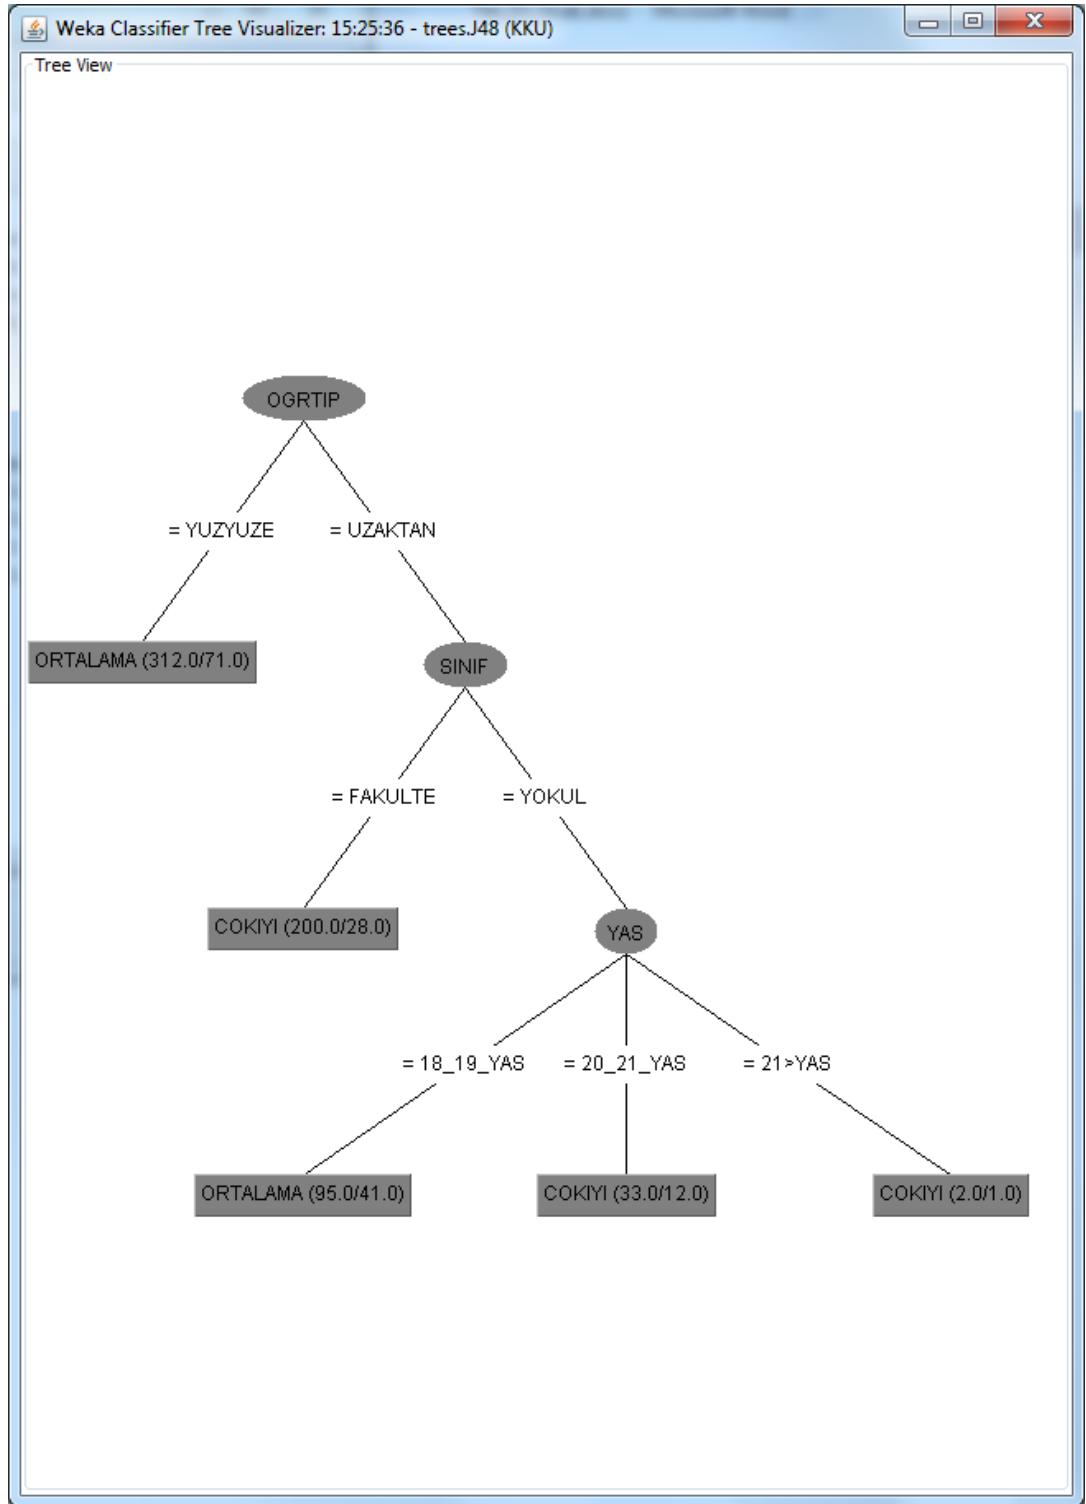 Weka Classifier Tree Visualizer: 15:25:36 - trees.J48 (KKU)
Tree View
OGRTIP
= YUZYUZE
= UZAKTAN
ORTALAMA (312.0/71.0)
SINIF
= FAKULTE
= YOKUL
COKIYI (200.0/28.0)
YAS
= 18_19_YAS
= 20_21_YAS
= 21>YAS
ORTALAMA (95.0/41.0)
COKIYI (33.0/12.0)
COKIYI (2.0/1.0)